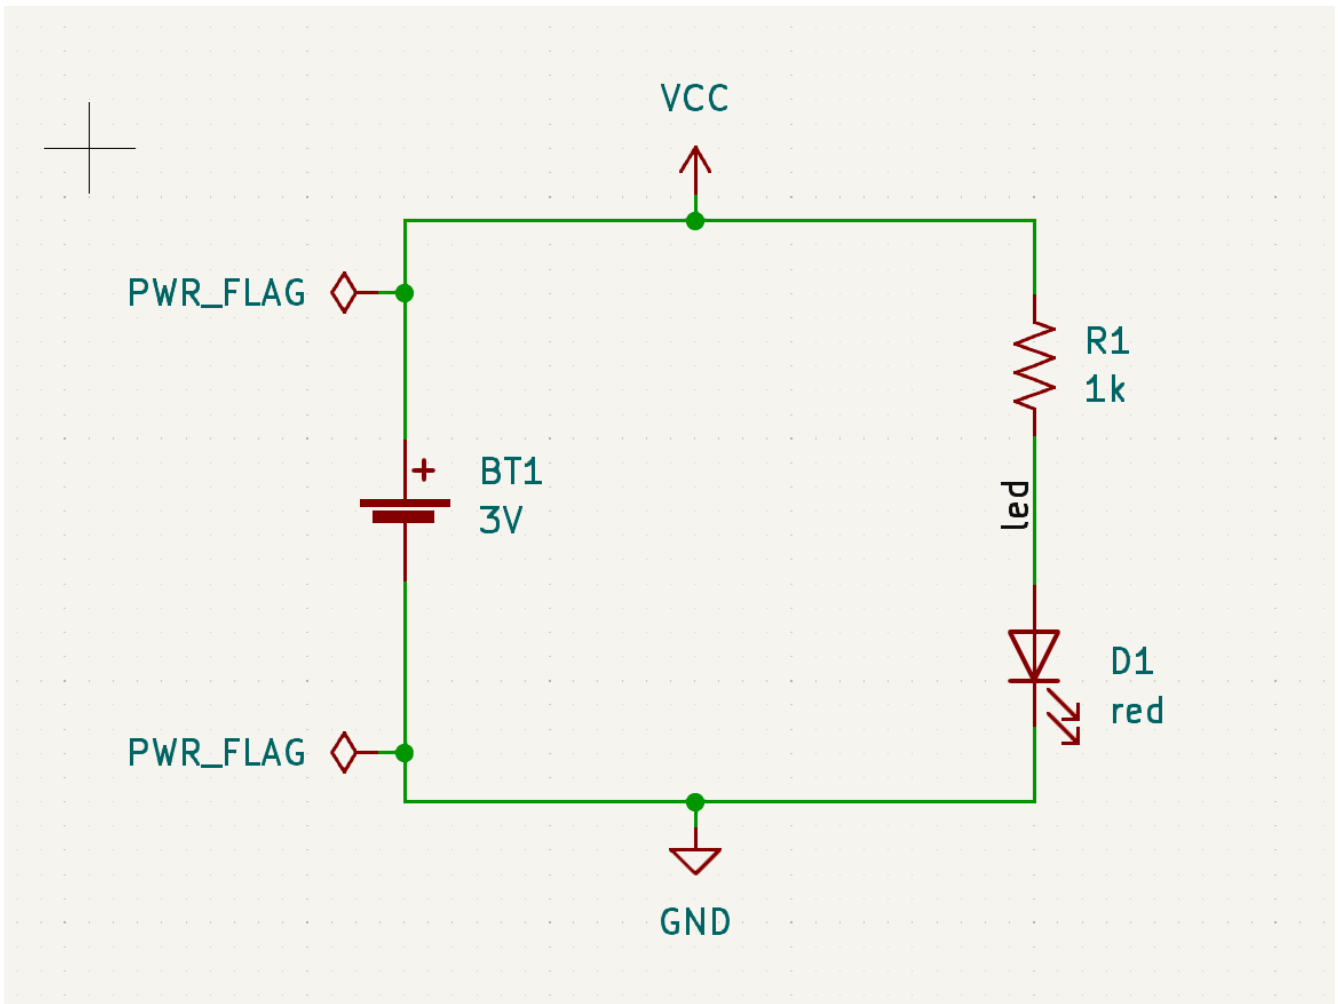 VCC
PWR_FLAG
R1
1k
BT1
3V
led
D1
red
PWR_FLAG
GND